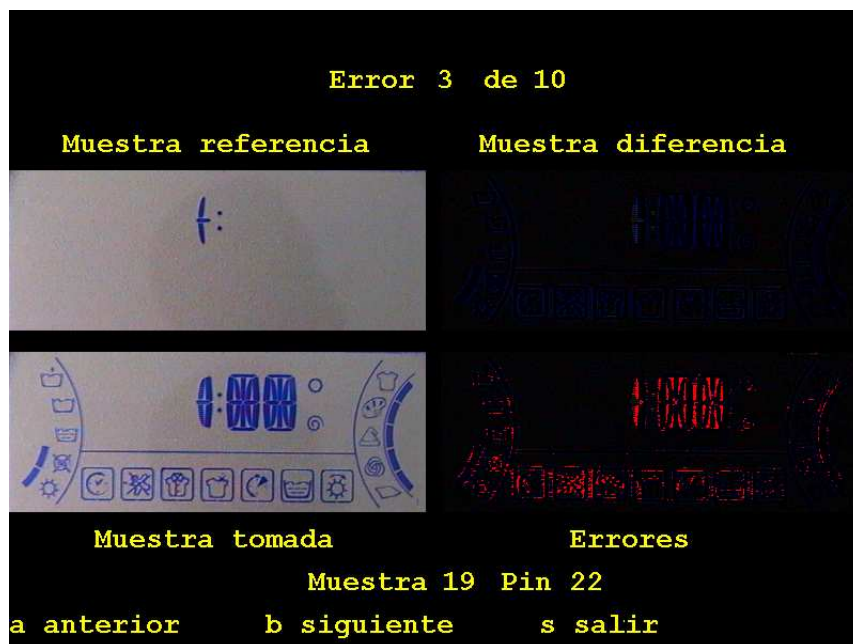 Error 3 de 10
Muestra referencia Muestra diferencia
Muestra tomada Errores
Muestra 19 Pin 22
a anterior b siguiente s salir